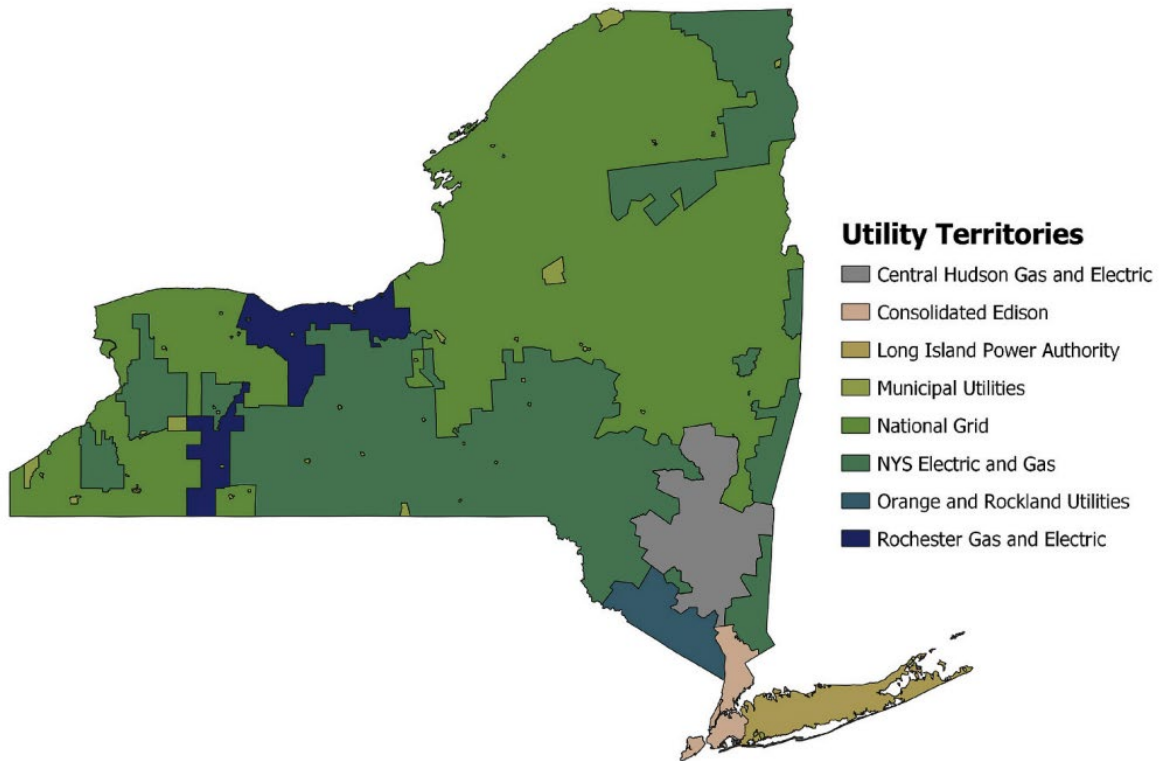 Utility Territories
Central Hudson Gas and Electric
Consolidated Edison
Long Island Power Authority
Municipal Utilities
National Grid
NYS Electric and Gas
Orange and Rockland Utilities
Rochester Gas and Electric